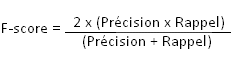 F-score = 2 x (Précision x Rappel)
(Précision + Rappel)